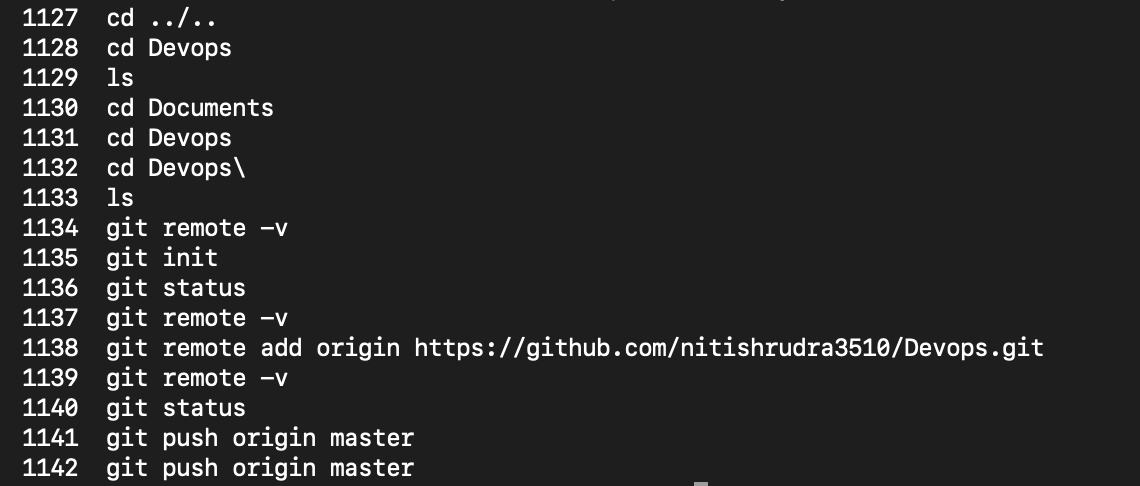 1127 cd ../..
1128 cd Devops
1129 ls
1130 cd Documents
1131 cd Devops
1132 cd Devops\
1133 ls
1134 git remote -v
1135 git init
1136 git status
1137 git remote -v
1138 git remote add origin https://github.com/nitishrudra3510/Devops.git
1139 git remote -v
1140 git status
1141 git push origin master
1142 git push origin master